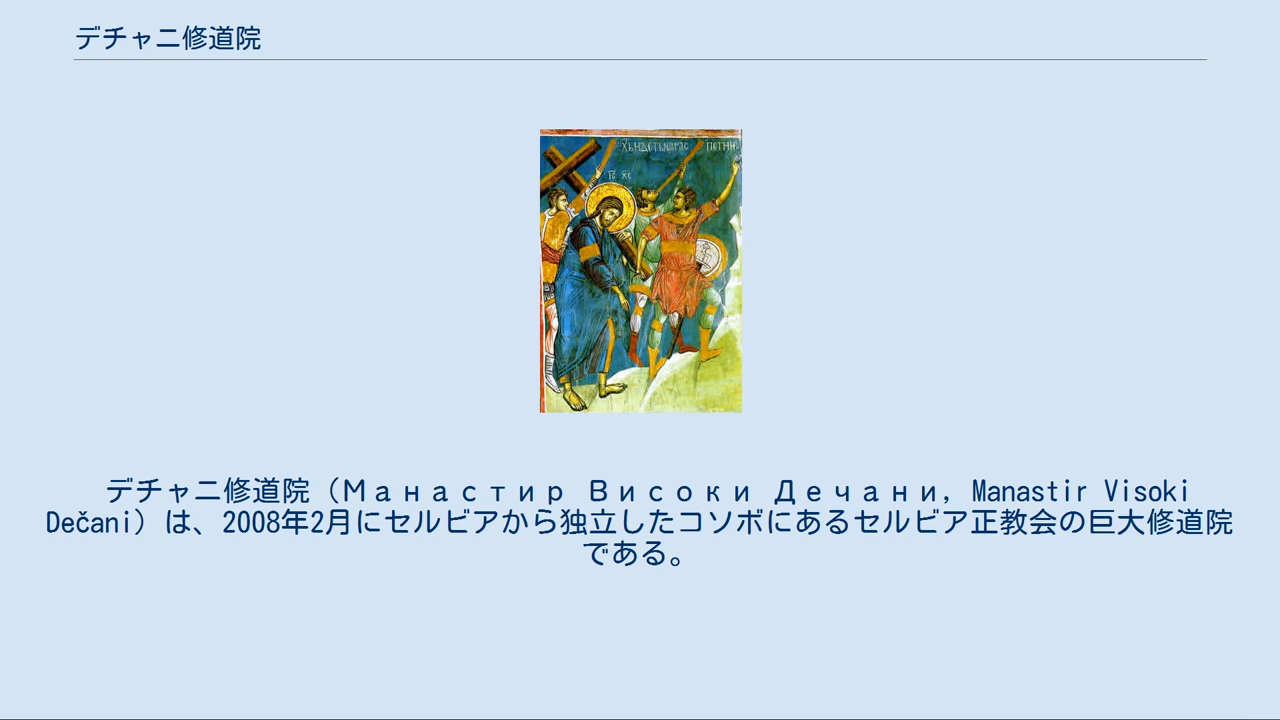 デチャニ修道院
デチャニ修道院（Манастир Високи Дечани, Manastir Visoki
Dečani）は、2008年2月にセルビアから独立したコソボにあるセルビア正教会の巨大修道院
である。